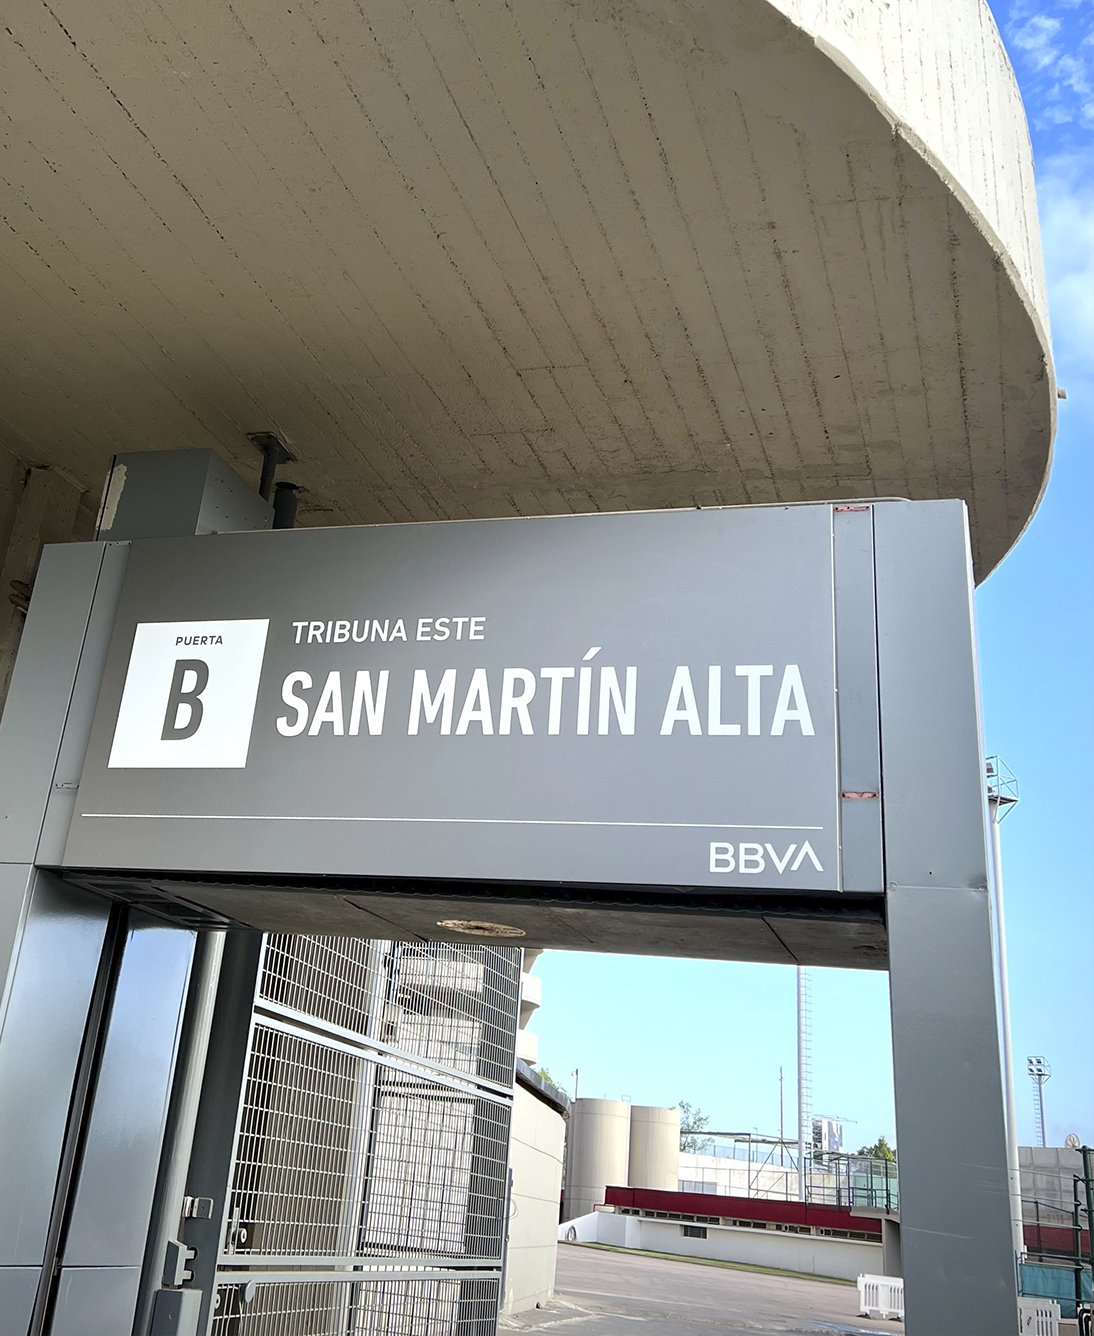 PUERTA
B
TRIBUNA ESTE
SAN MARTÍN ALTA
BBVA